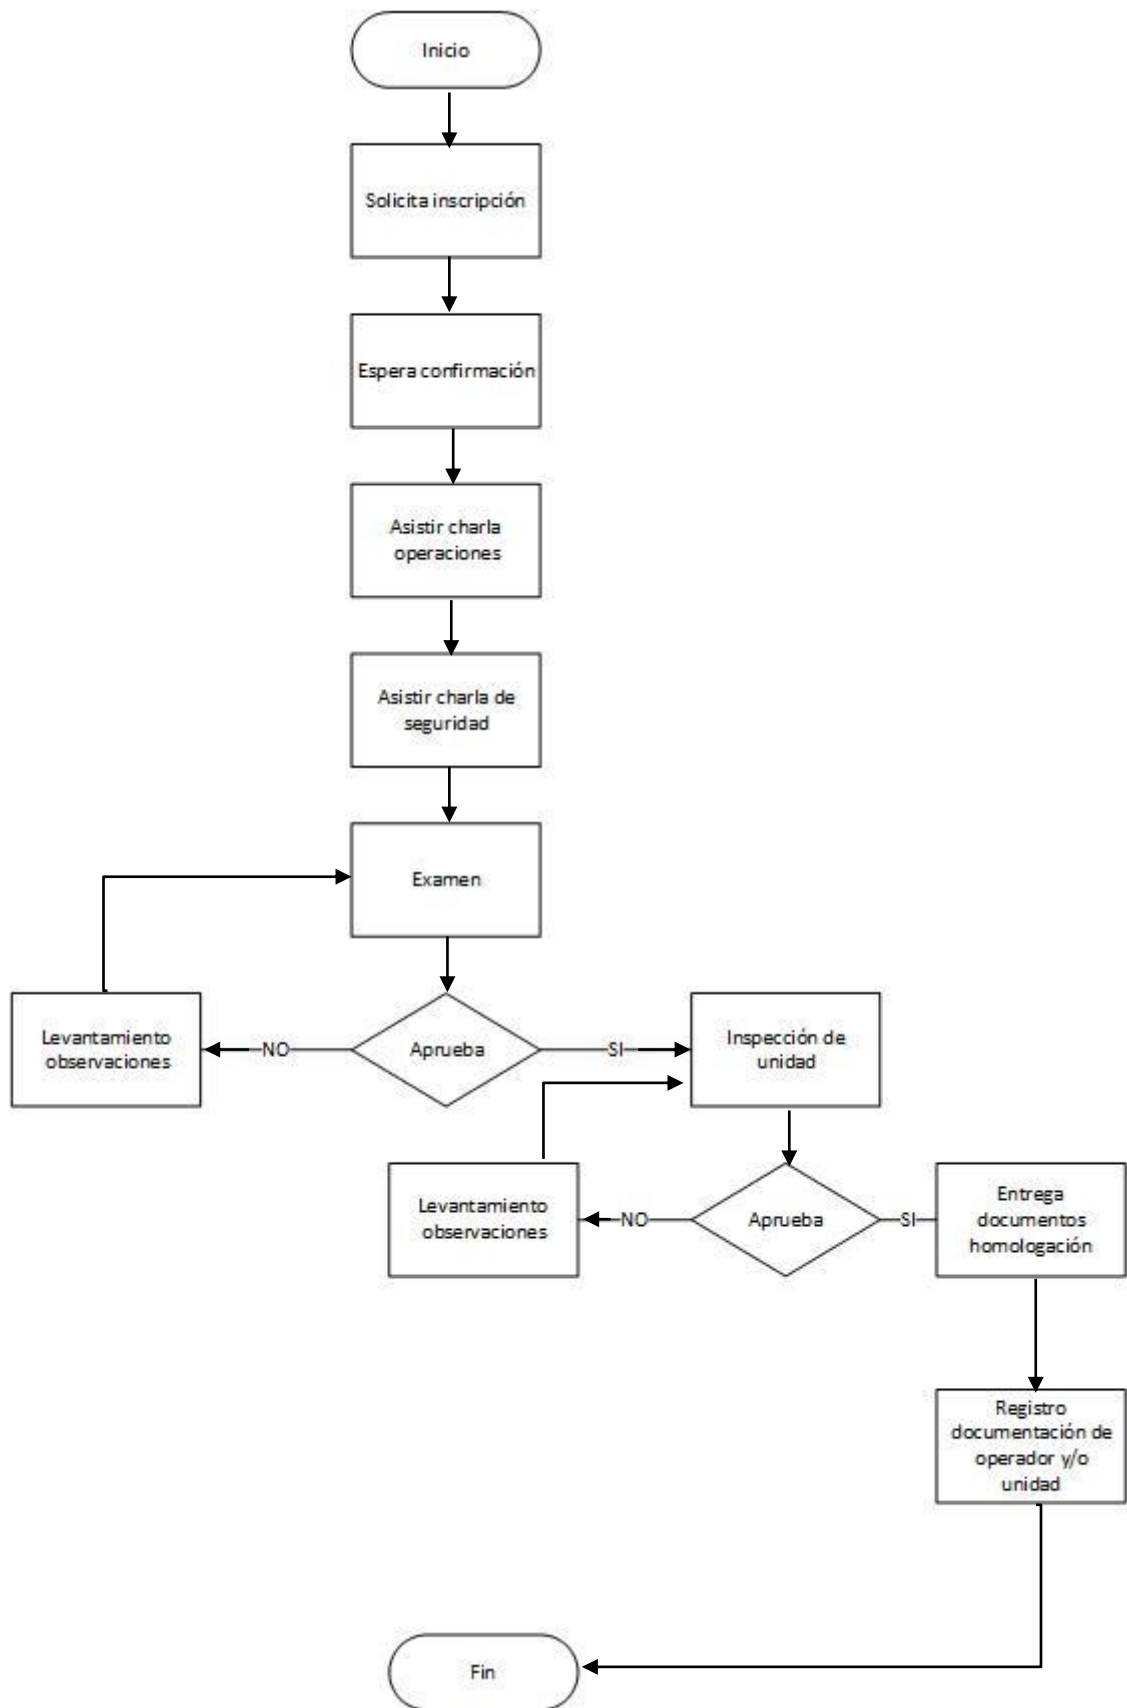 Inicio
Solicita inscripción
Espera confirmación
Asistir charla
operaciones
Asistir charla de
seguridad
Examen
Levantamiento
observaciones
NO
Aprueba
SI
Inspección de
unidad
Levantamiento
observaciones
NO
Aprueba
SI
Entrega
documentos
homologación
Registro
documentación de
operador y/o
unidad
Fin